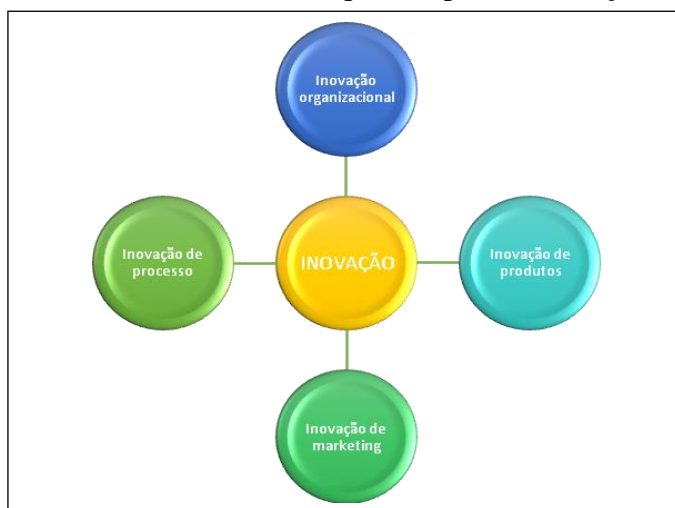 Inovação
organizacional
Inovação de
processo
INOVAÇÃO
Inovação de
produtos
Inovação de
marketing